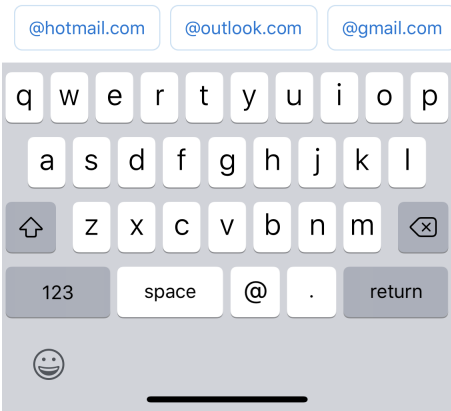 @hotmail.com @outlook.com @gmail.com
q w e r t y u i o p
a s d f g h j k l
z x c v b n m
123 space @ . return